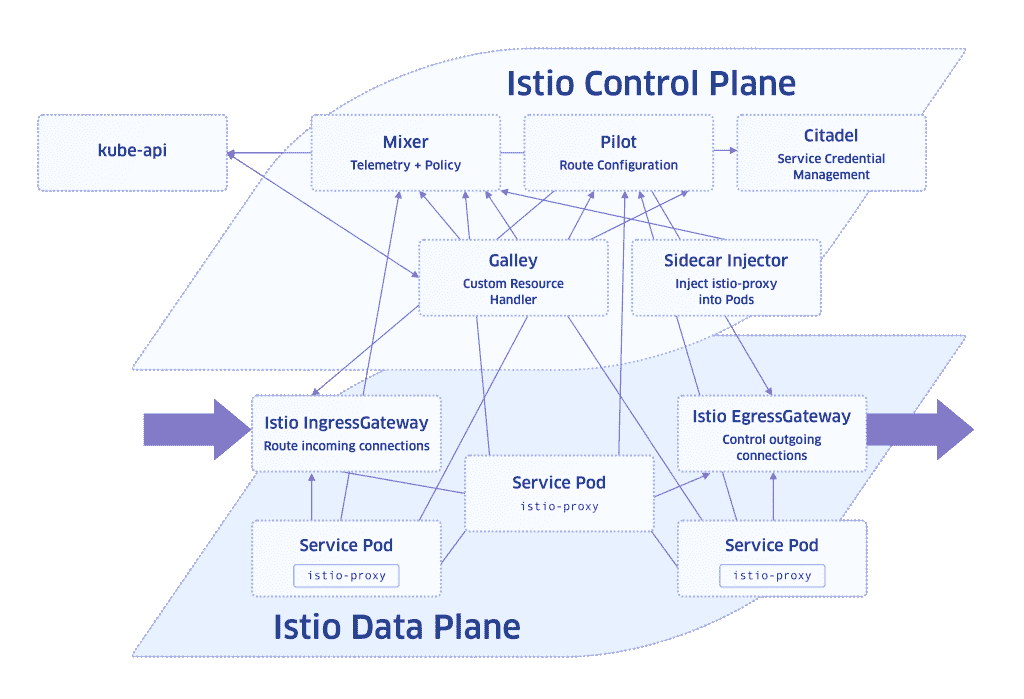 Istio Control Plane
kube-api
Mixer
Telemetry + Policy
Pilot
Route Configuration
Citadel
Service Credential
Management
Galley
Custom Resource
Handler
Sidecar Injector
Inject istio-proxy
into Pods
Istio IngressGateway
Route incoming connections
Istio EgressGateway
Control outgoing
connections
Service Pod
istio-proxy
Service Pod
istio-proxy
Service Pod
istio-proxy
Istio Data Plane